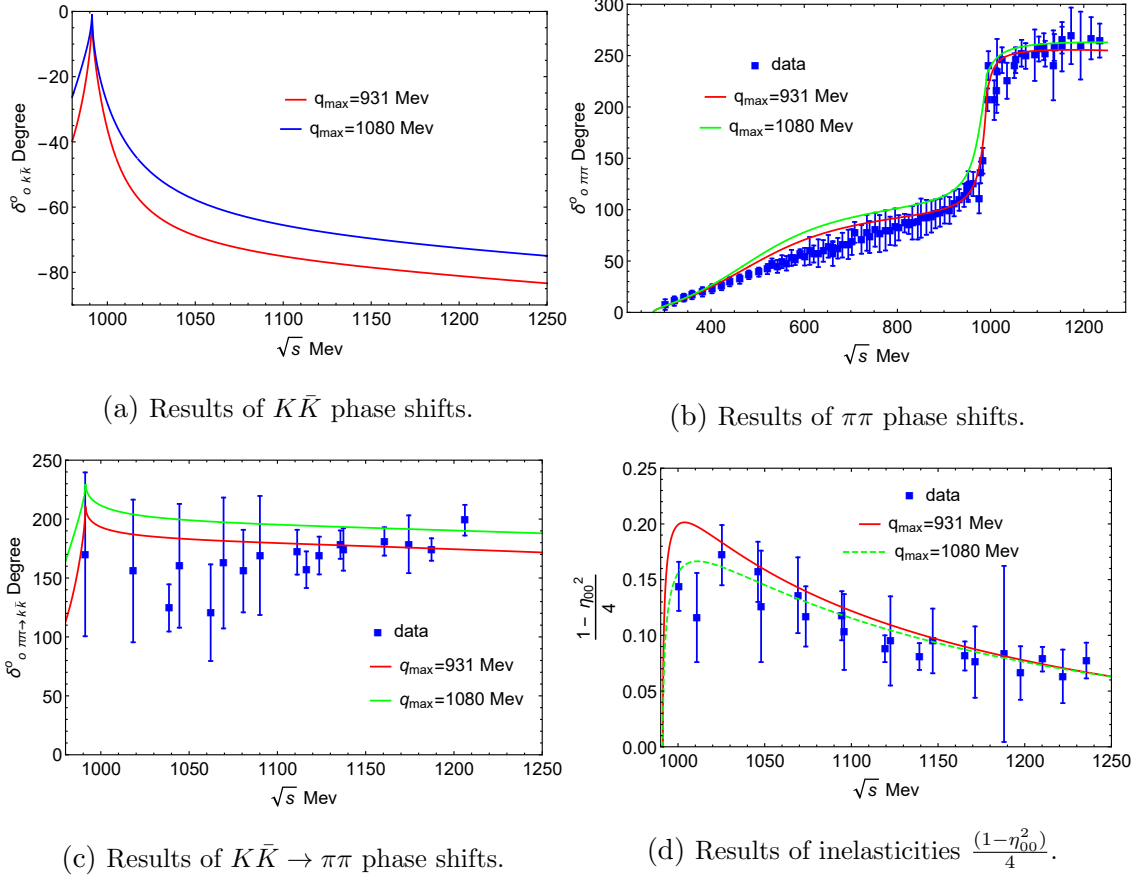 0
−20
−40
−60
−80
1000 1050 1100 1150 1200 1250
δ⁰₀ kk̄ Degree
√s Mev
qmax=931 Mev
qmax=1080 Mev
(a) Results of KK̄ phase shifts.
300
250
200
150
100
50
0
400 600 800 1000 1200
δ⁰₀ ππ Degree
√s Mev
data
qmax=931 Mev
qmax=1080 Mev
(b) Results of ππ phase shifts.
250
200
150
100
50
0
1000 1050 1100 1150 1200 1250
δ⁰₀ ππ→kk̄ Degree
√s Mev
data
qmax=931 Mev
qmax=1080 Mev
(c) Results of KK̄ → ππ phase shifts.
0.25
0.20
0.15
0.10
0.05
0.00
1000 1050 1100 1150 1200 1250
1 − η₀₀²
4
√s Mev
data
qmax=931 Mev
qmax=1080 Mev
(d) Results of inelasticities (1−η₀₀²)/4.